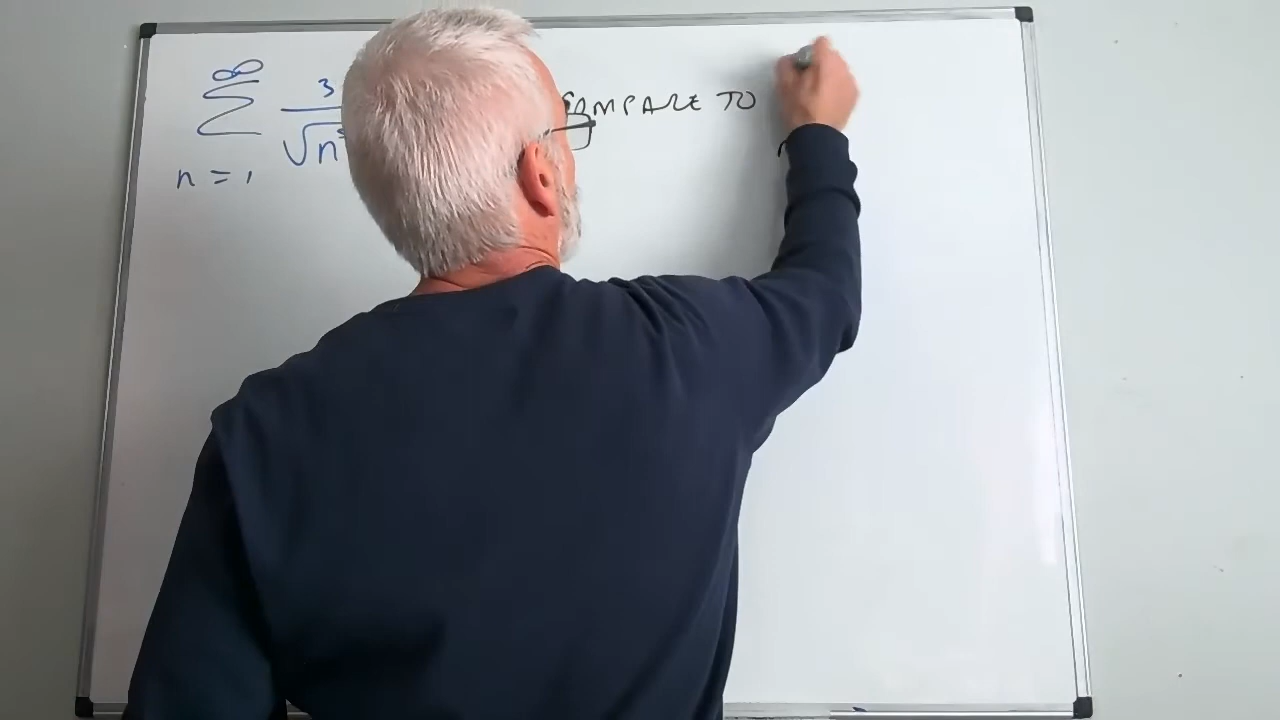 ∞
∑ 3 COMPARE TO
√n
n = 1